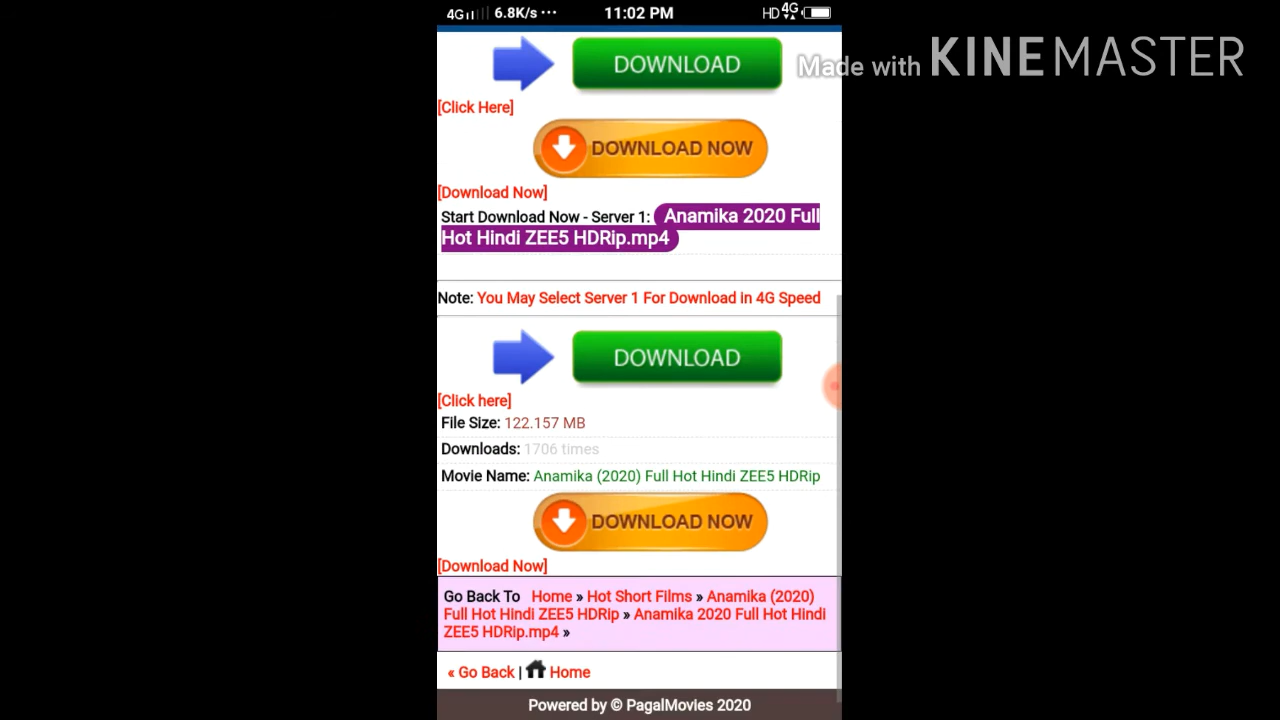 4G 6.8K/s ··· 11:02 PM HD 4G
DOWNLOAD
Made with KINEMASTER
[Click Here]
DOWNLOAD NOW
[Download Now]
Start Download Now - Server 1: Anamika 2020 Full
Hot Hindi ZEE5 HDRip.mp4
Note: You May Select Server 1 For Download in 4G Speed
DOWNLOAD
[Click here]
File Size: 122.157 MB
Downloads: 1706 times
Movie Name: Anamika (2020) Full Hot Hindi ZEE5 HDRip
DOWNLOAD NOW
[Download Now]
Go Back To Home » Hot Short Films » Anamika (2020)
Full Hot Hindi ZEE5 HDRip » Anamika 2020 Full Hot Hindi
ZEE5 HDRip.mp4 »
« Go Back | Home
Powered by © PagalMovies 2020